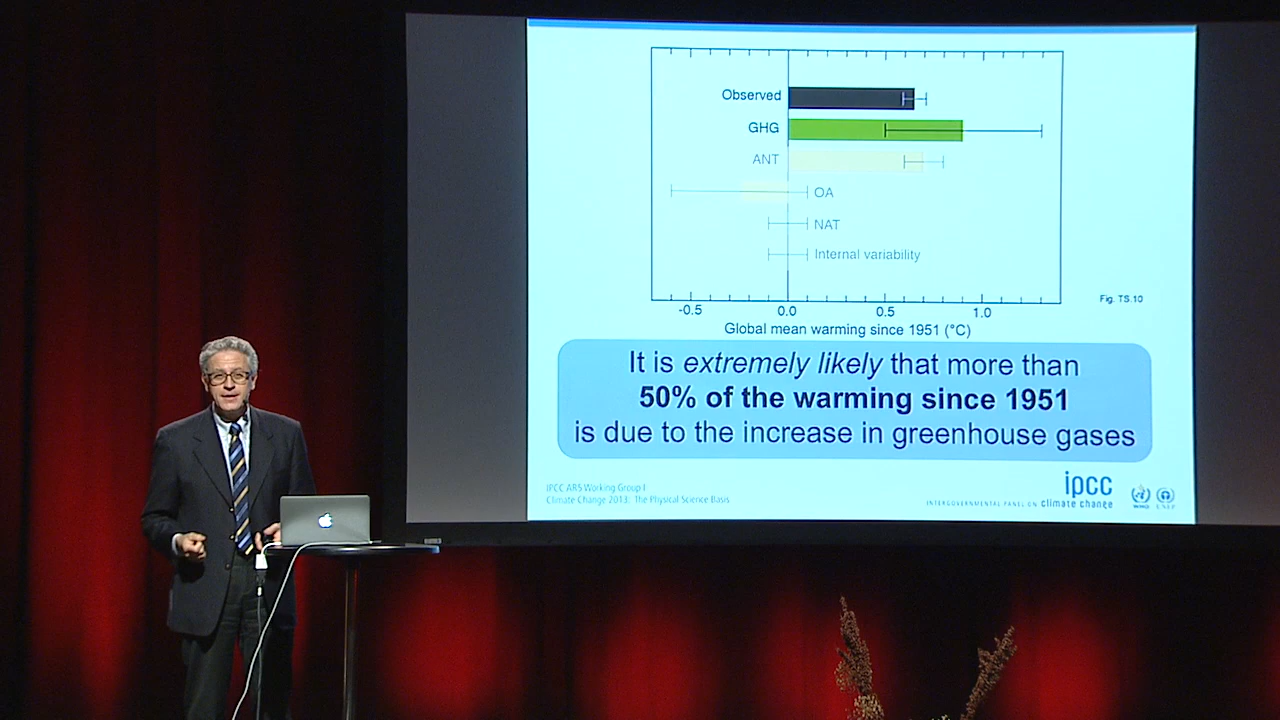 Observed
GHG
ANT
OA
NAT
Internal variability
-0.5 0.0 0.5 1.0
Global mean warming since 1951 (°C)
Fig. TS.10
It is extremely likely that more than
50% of the warming since 1951
is due to the increase in greenhouse gases
IPCC AR5 Working Group I
Climate Change 2013: The Physical Science Basis
ipcc
INTERGOVERNMENTAL PANEL ON climate change
WMO UNEP